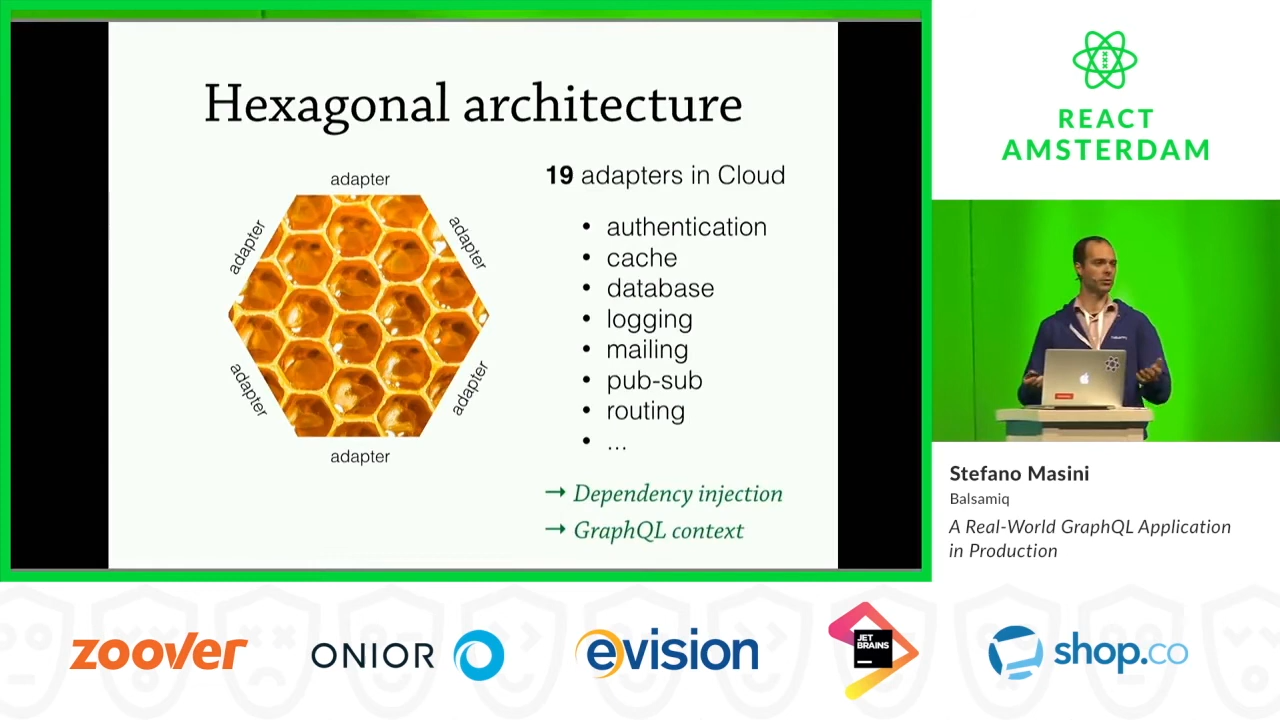 Hexagonal architecture
adapter
adapter
adapter
adapter
adapter
adapter
19 adapters in Cloud
• authentication
• cache
• database
• logging
• mailing
• pub-sub
• routing
• ...
→ Dependency injection
→ GraphQL context
REACT
AMSTERDAM
Stefano Masini
Balsamiq
A Real-World GraphQL Application
in Production
zoover
ONIOR
evision
JET
BRAINS
shop.co